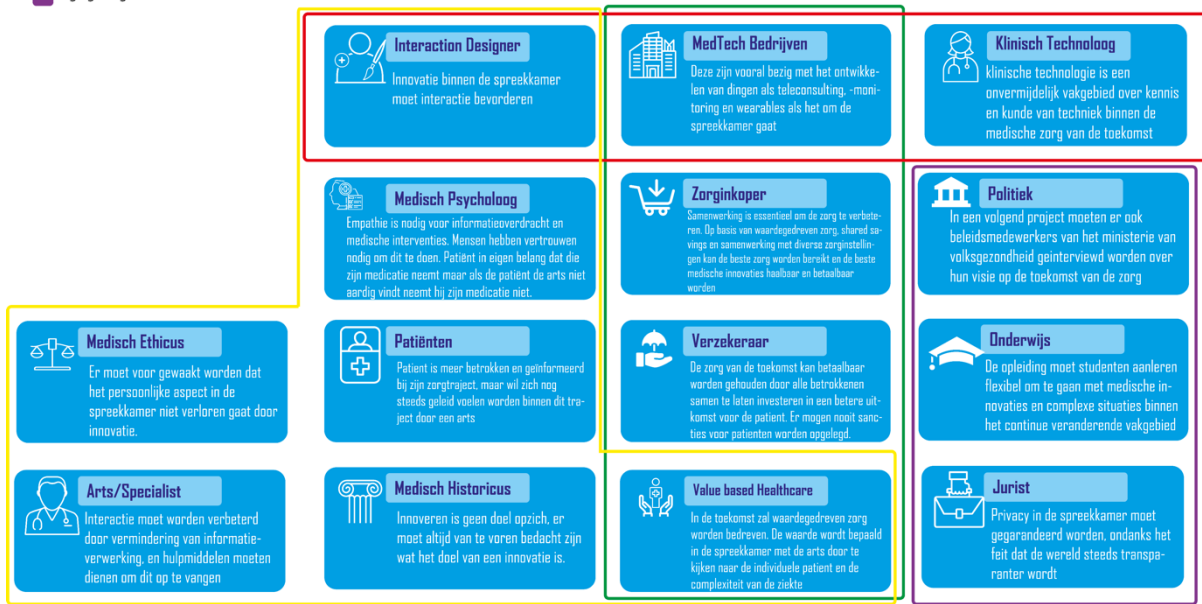 Interaction Designer
Innovatie binnen de spreekkamer
moet interactie bevorderen
MedTech Bedrijven
Deze zijn vooral bezig met het ontwikke-
len van dingen als teleconsulting, -moni-
toring en wearables als het om de
spreekkamer gaat
Klinisch Technoloog
klinische technologie is een
onvermijdelijk vakgebied over kennis
en kunde van techniek binnen de
medische zorg van de toekomst
Medisch Psycholoog
Empathie is nodig voor informatieoverdracht en
medische interventies. Mensen hebben vertrouwen
nodig om dit te doen. Patiënt in eigen belang dat die
zijn medicatie neemt maar als de patiënt de arts niet
aardig vindt neemt hij zijn medicatie niet.
Zorginkoper
Samenwerking is essentieel om de zorg te verbete-
ren. Op basis van waardegedreven zorg, shared sa-
vings en samenwerking met diverse zorginstellin-
gen kan de beste zorg worden bereikt en de beste
medische innovaties haalbaar en betaalbaar
worden
Politiek
In een volgend project moeten er ook
beleidsmedewerkers van het ministerie van
volksgezondheid geinterviewd worden over
hun visie op de toekomst van de zorg
Medisch Ethicus
Er moet voor gewaakt worden dat
het persoonlijke aspect in de
spreekkamer niet verloren gaat door
innovatie.
Patiënten
Patient is meer betrokken en geïnformeerd
bij zijn zorgtraject, maar wil zich nog
steeds geleid voelen worden binnen dit tra-
ject door een arts
Verzekeraar
De zorg van de toekomst kan betaalbaar
worden gehouden door alle betrokkenen
samen te laten investeren in een betere uit-
komst voor de patient. Er mogen nooit sanc-
ties voor patienten worden opgelegd.
Onderwijs
De opleiding moet studenten aanleren
flexibel om te gaan met medische in-
novaties en complexe situaties binnen
het continue veranderende vakgebied
Arts/Specialist
Interactie moet worden verbeterd
door vermindering van informatie-
verwerking, en hulpmiddelen moeten
dienen om dit op te vangen
Medisch Historicus
Innoveren is geen doel opzich, er
moet altijd van te voren bedacht zijn
wat het doel van een innovatie is.
Value based Healthcare
In de toekomst zal waardegedreven zorg
worden bedreven. De waarde wordt bepaald
in de spreekkamer met de arts door te
kijken naar de individuele patient en de
complexiteit van de ziekte
Jurist
Privacy in de spreekkamer moet
gegarandeerd worden, ondanks het
feit dat de wereld steeds transpa-
ranter wordt